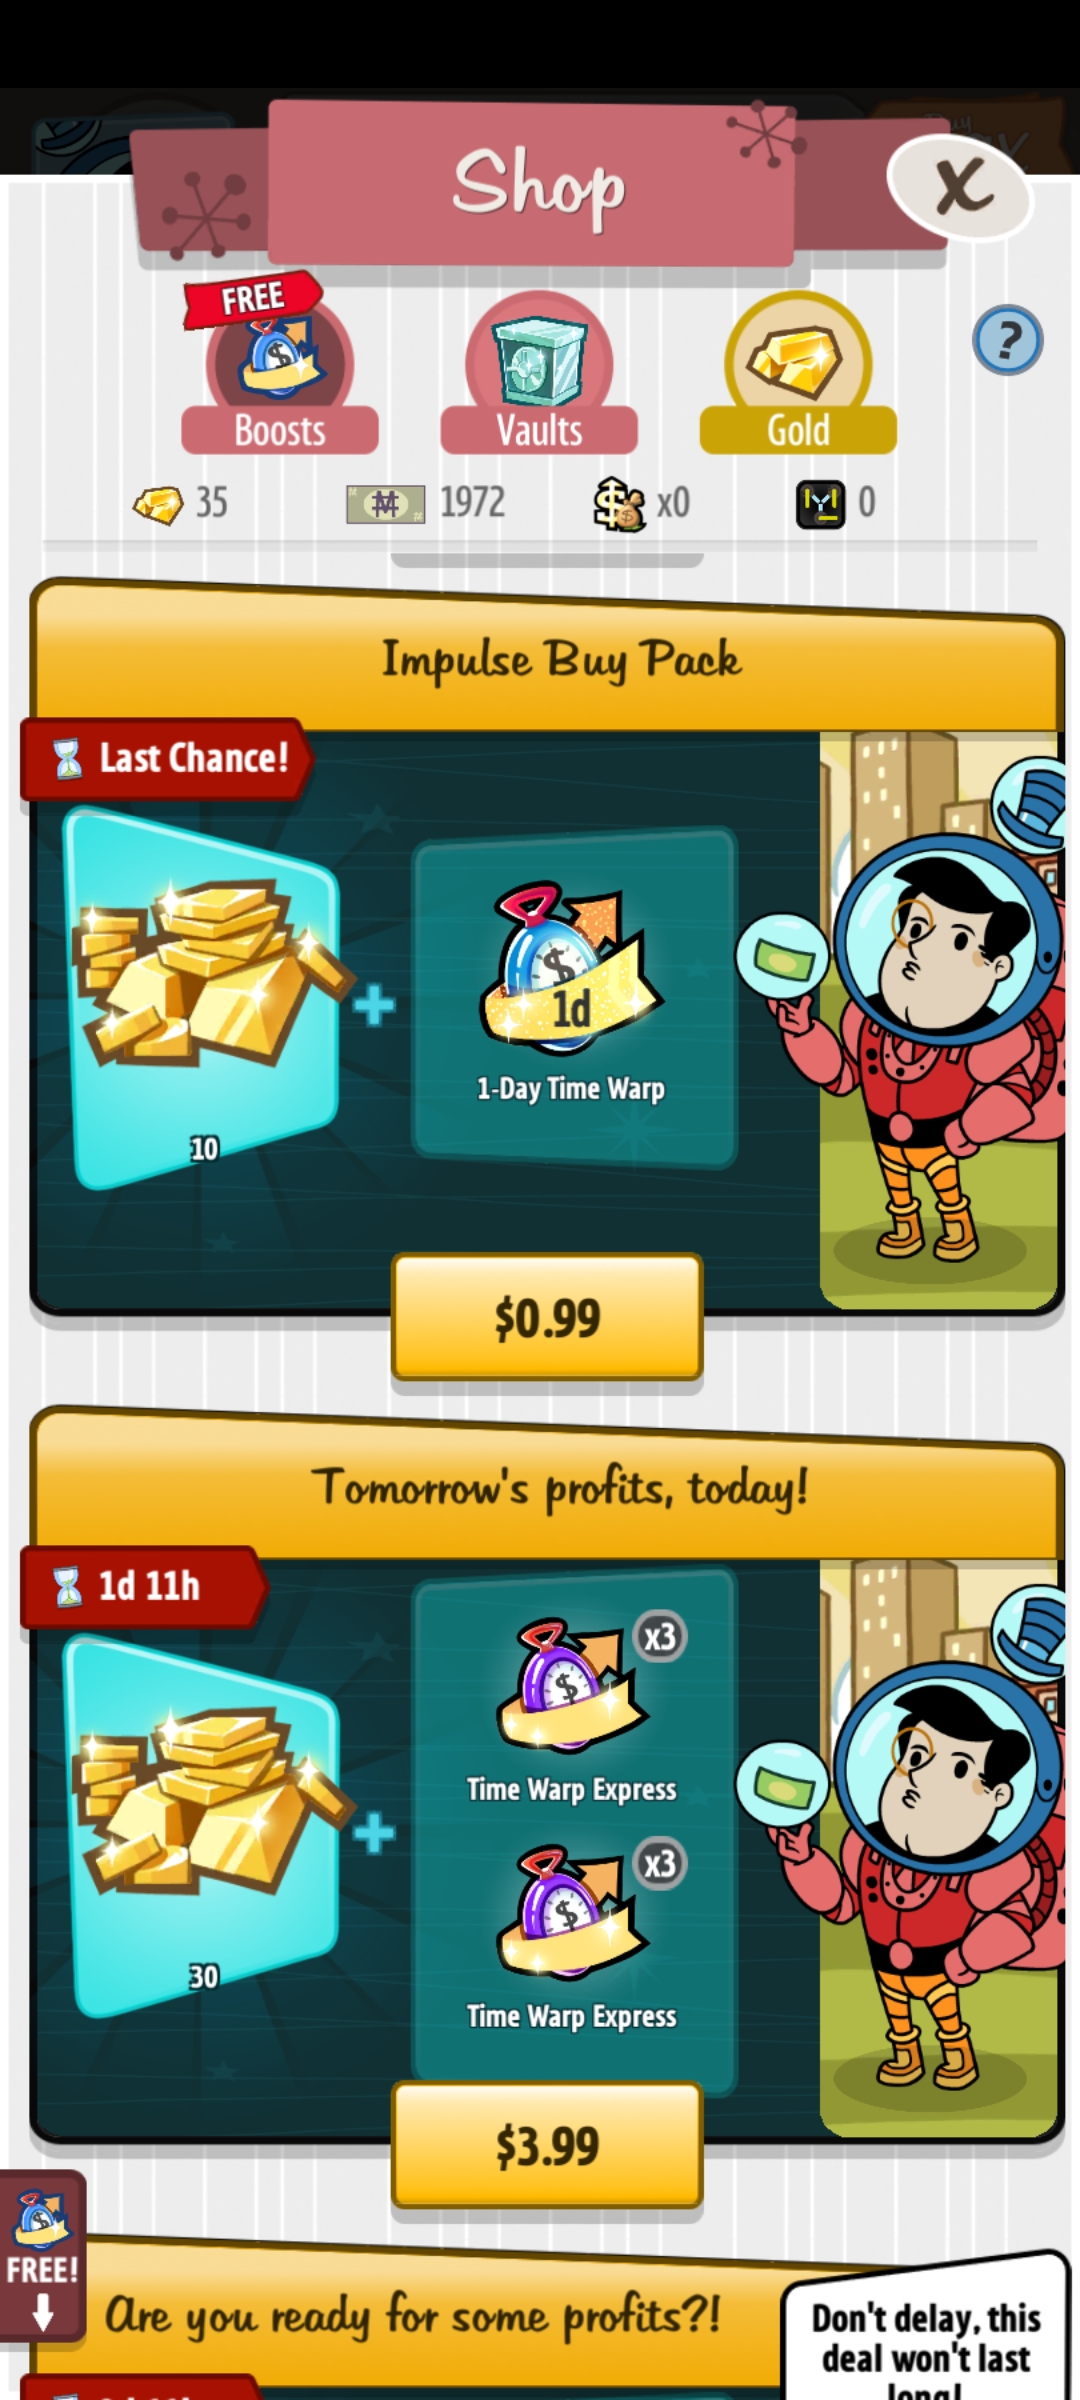 Shop
X
FREE
Boosts
Vaults
Gold
?
35
1972
x0
0
Impulse Buy Pack
Last Chance!
1d
1-Day Time Warp
10
$0.99
Tomorrow's profits, today!
1d 11h
x3
Time Warp Express
x3
Time Warp Express
30
$3.99
FREE!
Are you ready for some profits?!
Don't delay, this
deal won't last
long!